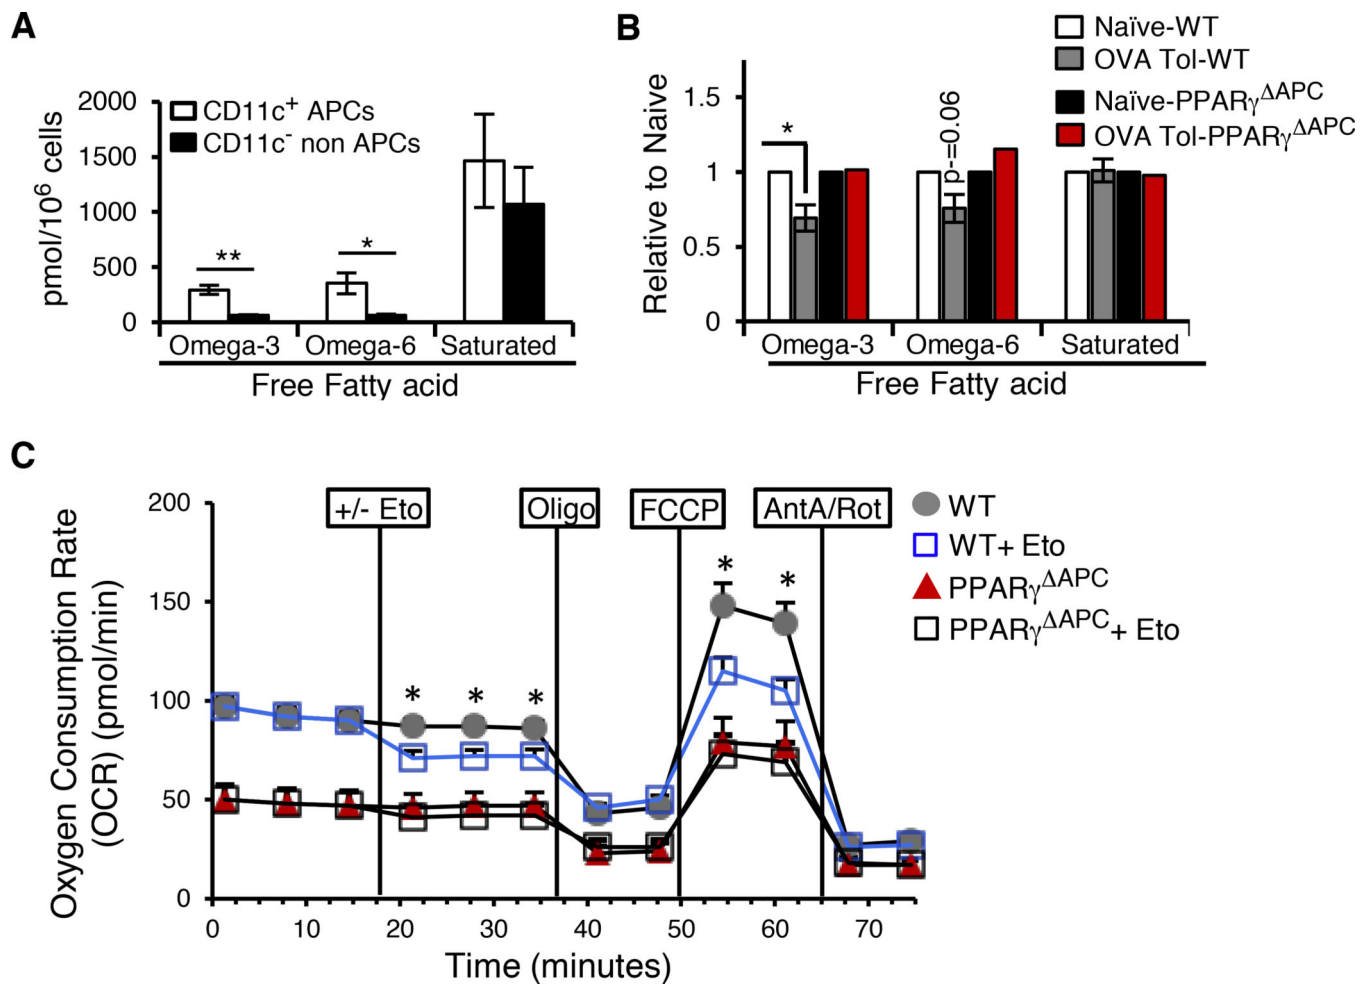 A
2000
1500
1000
500
0
pmol/10⁶ cells
CD11c⁺ APCs
CD11c⁻ non APCs
**
*
Omega-3 Omega-6 Saturated
Free Fatty acid
B
Naïve-WT
OVA Tol-WT
Naïve-PPARγ^ΔAPC
OVA Tol-PPARγ^ΔAPC
1.5
1
0.5
0
Relative to Naive
*
p-=0.06
Omega-3 Omega-6 Saturated
Free Fatty acid
C
200
150
100
50
0
Oxygen Consumption Rate
(OCR) (pmol/min)
+/- Eto
Oligo
FCCP
AntA/Rot
* * * * *
WT
WT+ Eto
PPARγ^ΔAPC
PPARγ^ΔAPC+ Eto
0 10 20 30 40 50 60 70
Time (minutes)